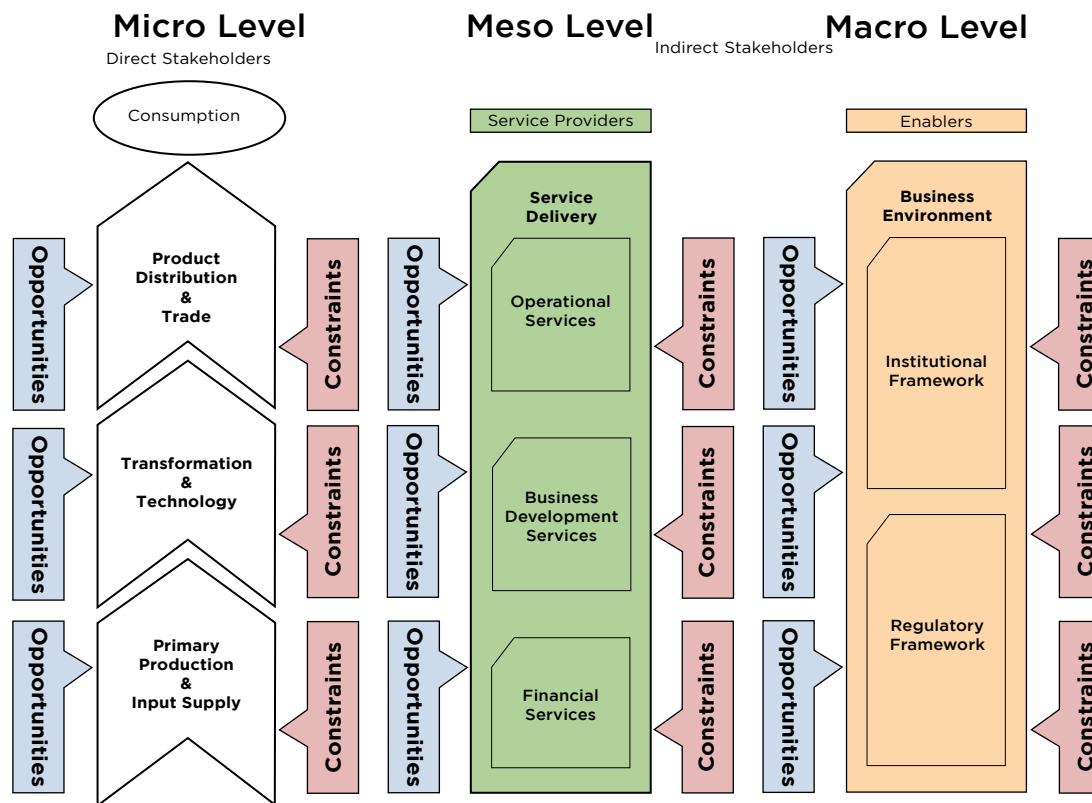 Micro Level
Direct Stakeholders
Consumption
Opportunities
Product
Distribution
&
Trade
Constraints
Opportunities
Transformation
&
Technology
Constraints
Opportunities
Primary
Production
&
Input Supply
Constraints
Meso Level
Indirect Stakeholders
Service Providers
Service
Delivery
Opportunities
Operational
Services
Constraints
Opportunities
Business
Development
Services
Constraints
Opportunities
Financial
Services
Constraints
Macro Level
Enablers
Business
Environment
Opportunities
Institutional
Framework
Constraints
Opportunities
Constraints
Opportunities
Regulatory
Framework
Constraints